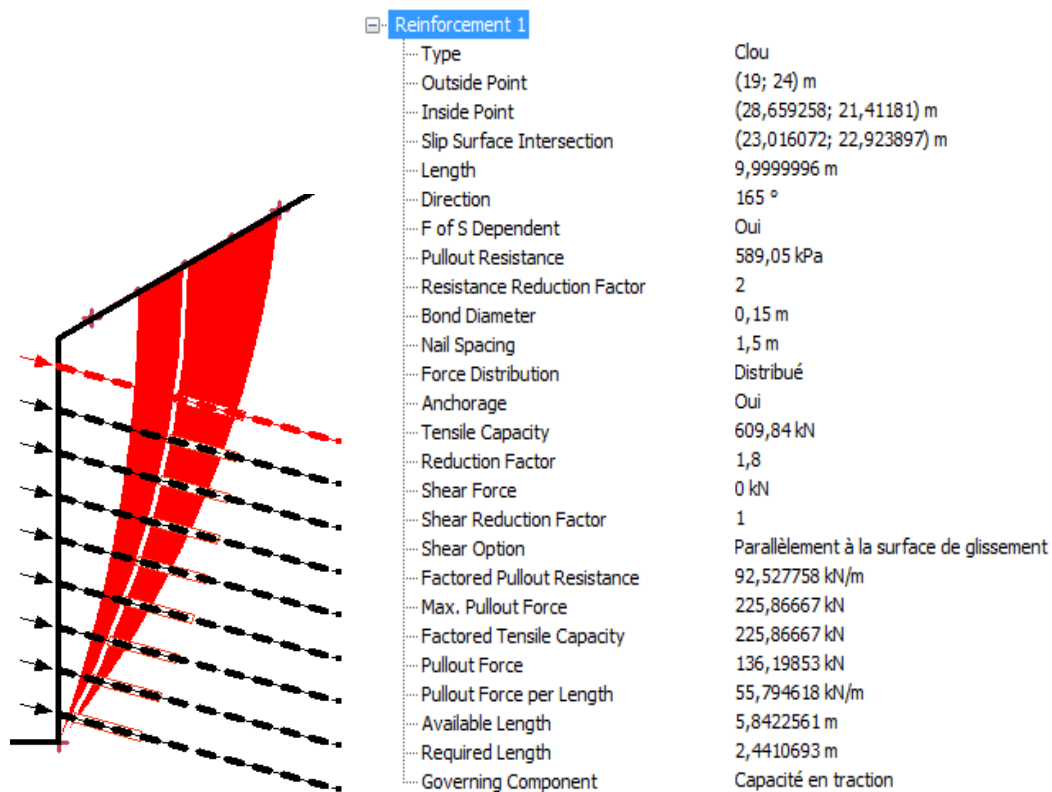 Reinforcement 1
Type Clou
Outside Point (19; 24) m
Inside Point (28,659258; 21,41181) m
Slip Surface Intersection (23,016072; 22,923897) m
Length 9,9999996 m
Direction 165 °
F of S Dependent Oui
Pullout Resistance 589,05 kPa
Resistance Reduction Factor 2
Bond Diameter 0,15 m
Nail Spacing 1,5 m
Force Distribution Distribué
Anchorage Oui
Tensile Capacity 609,84 kN
Reduction Factor 1,8
Shear Force 0 kN
Shear Reduction Factor 1
Shear Option Parallèlement à la surface de glissement
Factored Pullout Resistance 92,527758 kN/m
Max. Pullout Force 225,86667 kN
Factored Tensile Capacity 225,86667 kN
Pullout Force 136,19853 kN
Pullout Force per Length 55,794618 kN/m
Available Length 5,8422561 m
Required Length 2,4410693 m
Governing Component Capacité en traction